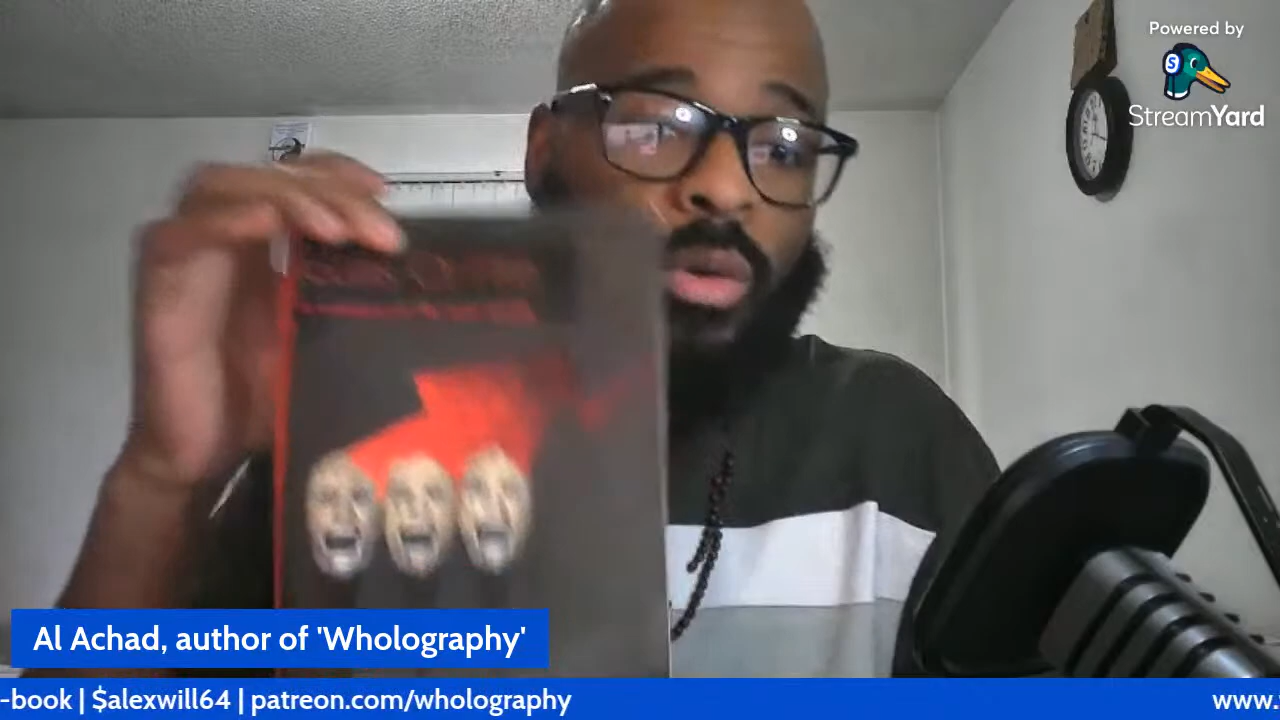 Powered by
S
StreamYard
Al Achad, author of 'Wholography'
-book | $alexwill64 | patreon.com/wholography
www.